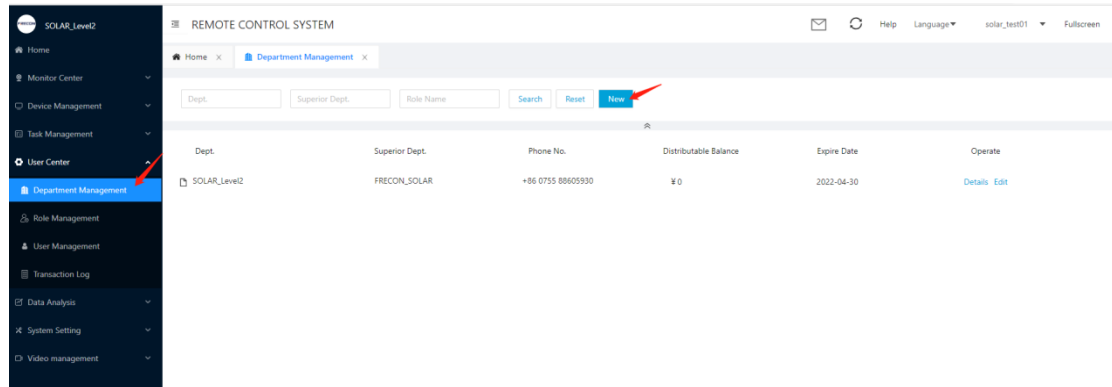 FRECON SOLAR_Level2
REMOTE CONTROL SYSTEM
Help Language solar_test01 Fullscreen
Home
Monitor Center
Device Management
Task Management
User Center
Department Management
Role Management
User Management
Transaction Log
Data Analysis
System Setting
Video management
Home × Department Management ×
Dept. Superior Dept. Role Name Search Reset New
Dept. Superior Dept. Phone No. Distributable Balance Expire Date Operate
SOLAR_Level2 FRECON_SOLAR +86 0755 88605930 ¥0 2022-04-30 Details Edit